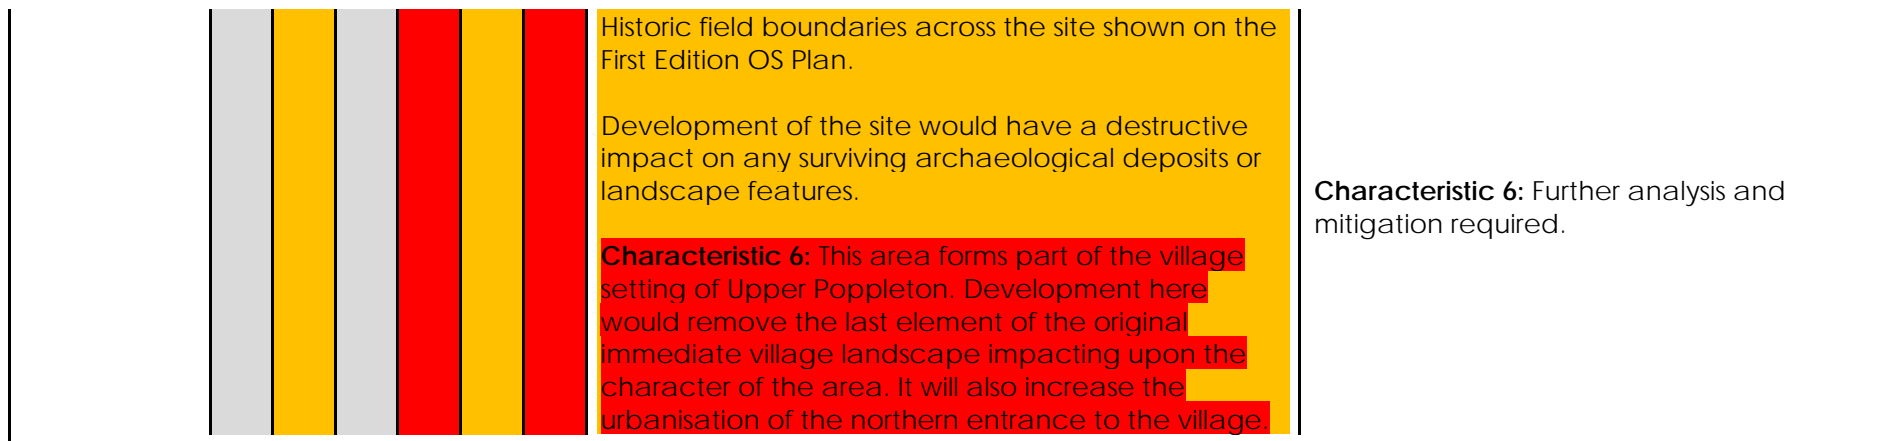 Historic field boundaries across the site shown on the
First Edition OS Plan.
Development of the site would have a destructive
impact on any surviving archaeological deposits or
landscape features.
Characteristic 6: This area forms part of the village
setting of Upper Poppleton. Development here
would remove the last element of the original
immediate village landscape impacting upon the
character of the area. It will also increase the
urbanisation of the northern entrance to the village.
Characteristic 6: Further analysis and
mitigation required.